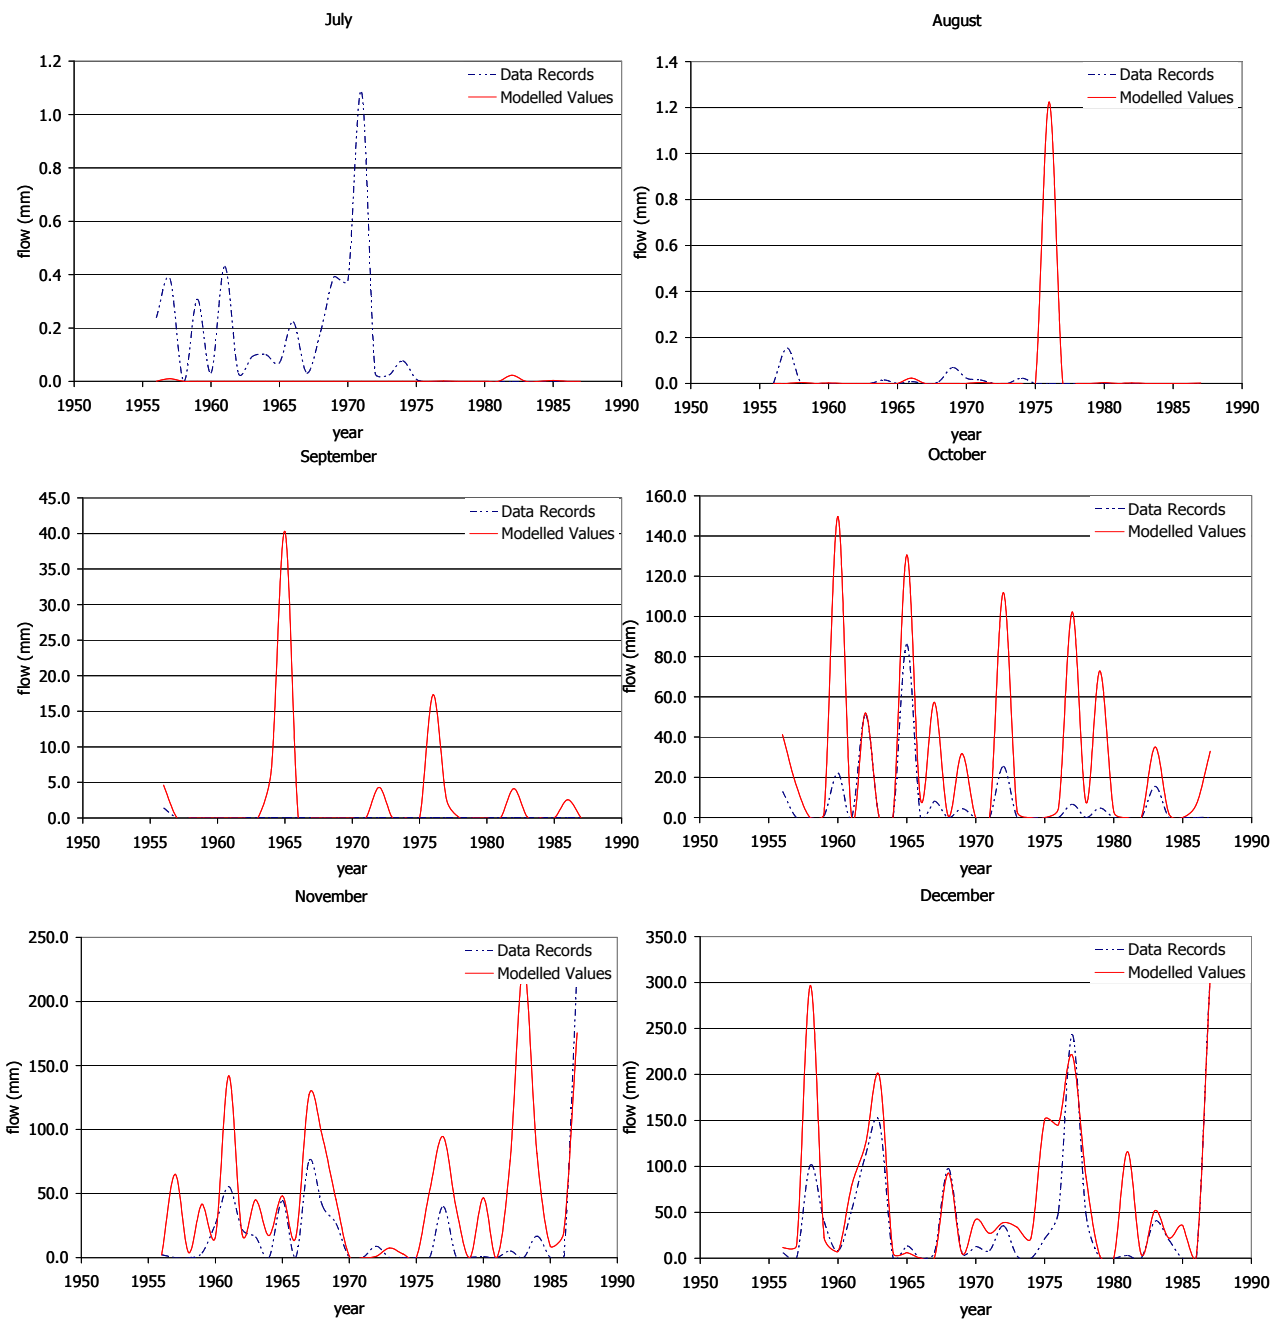 July
1.2
1.0
0.8
0.6
0.4
0.2
0.0
flow (mm)
Data Records
Modelled Values
1950 1955 1960 1965 1970 1975 1980 1985 1990
year
August
1.4
1.2
1.0
0.8
0.6
0.4
0.2
0.0
flow (mm)
Data Records
Modelled Values
1950 1955 1960 1965 1970 1975 1980 1985 1990
year
September
45.0
40.0
35.0
30.0
25.0
20.0
15.0
10.0
5.0
0.0
flow (mm)
Data Records
Modelled Values
1950 1955 1960 1965 1970 1975 1980 1985 1990
year
October
160.0
140.0
120.0
100.0
80.0
60.0
40.0
20.0
0.0
flow (mm)
Data Records
Modelled Values
1950 1955 1960 1965 1970 1975 1980 1985 1990
year
November
250.0
200.0
150.0
100.0
50.0
0.0
flow (mm)
Data Records
Modelled Values
1950 1955 1960 1965 1970 1975 1980 1985 1990
year
December
350.0
300.0
250.0
200.0
150.0
100.0
50.0
0.0
flow (mm)
Data Records
Modelled Values
1950 1955 1960 1965 1970 1975 1980 1985 1990
year